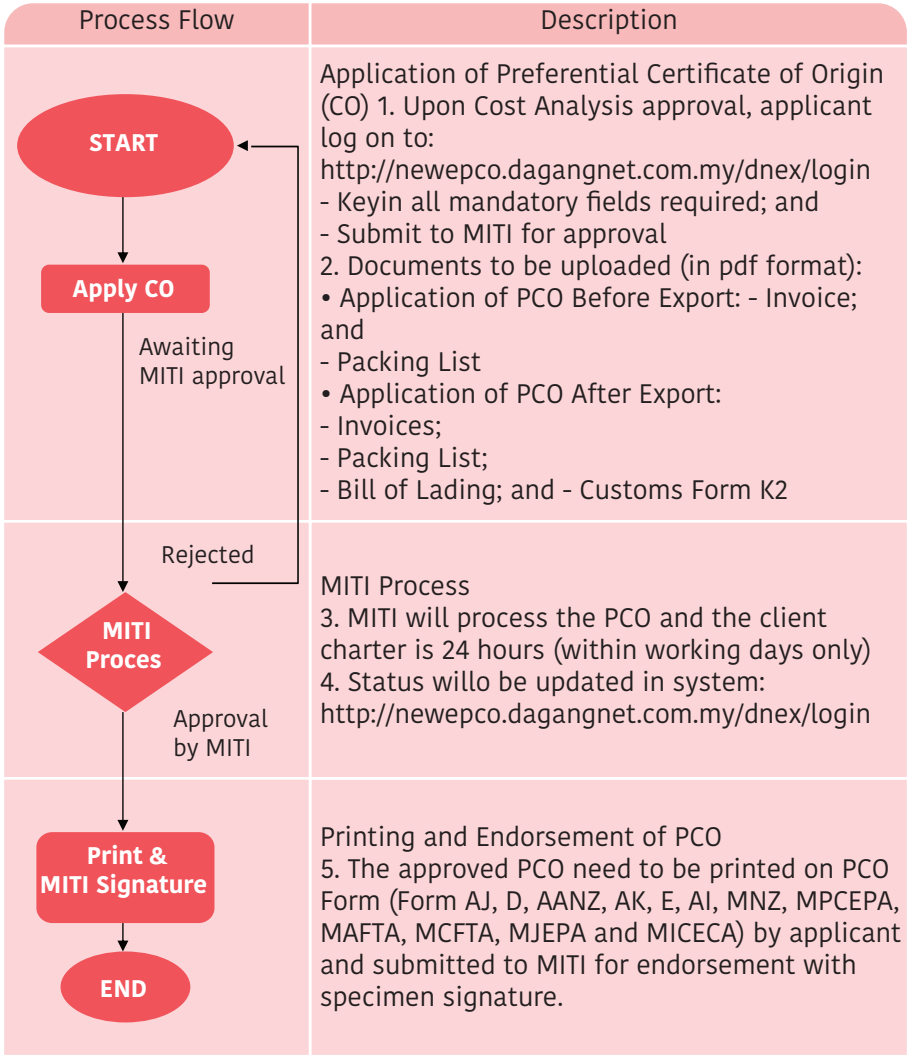 Process Flow
Description
START
Apply CO
Awaiting
MITI approval
Application of Preferential Certificate of Origin
(CO) 1. Upon Cost Analysis approval, applicant
log on to:
http://newepco.dagangnet.com.my/dnex/login
- Keyin all mandatory fields required; and
- Submit to MITI for approval
2. Documents to be uploaded (in pdf format):
• Application of PCO Before Export: - Invoice;
and
- Packing List
• Application of PCO After Export:
- Invoices;
- Packing List;
- Bill of Lading; and - Customs Form K2
Rejected
MITI
Proces
Approval
by MITI
MITI Process
3. MITI will process the PCO and the client
charter is 24 hours (within working days only)
4. Status willo be updated in system:
http://newepco.dagangnet.com.my/dnex/login
Print &
MITI Signature
END
Printing and Endorsement of PCO
5. The approved PCO need to be printed on PCO
Form (Form AJ, D, AANZ, AK, E, AI, MNZ, MPCEPA,
MAFTA, MCFTA, MJEPA and MICECA) by applicant
and submitted to MITI for endorsement with
specimen signature.